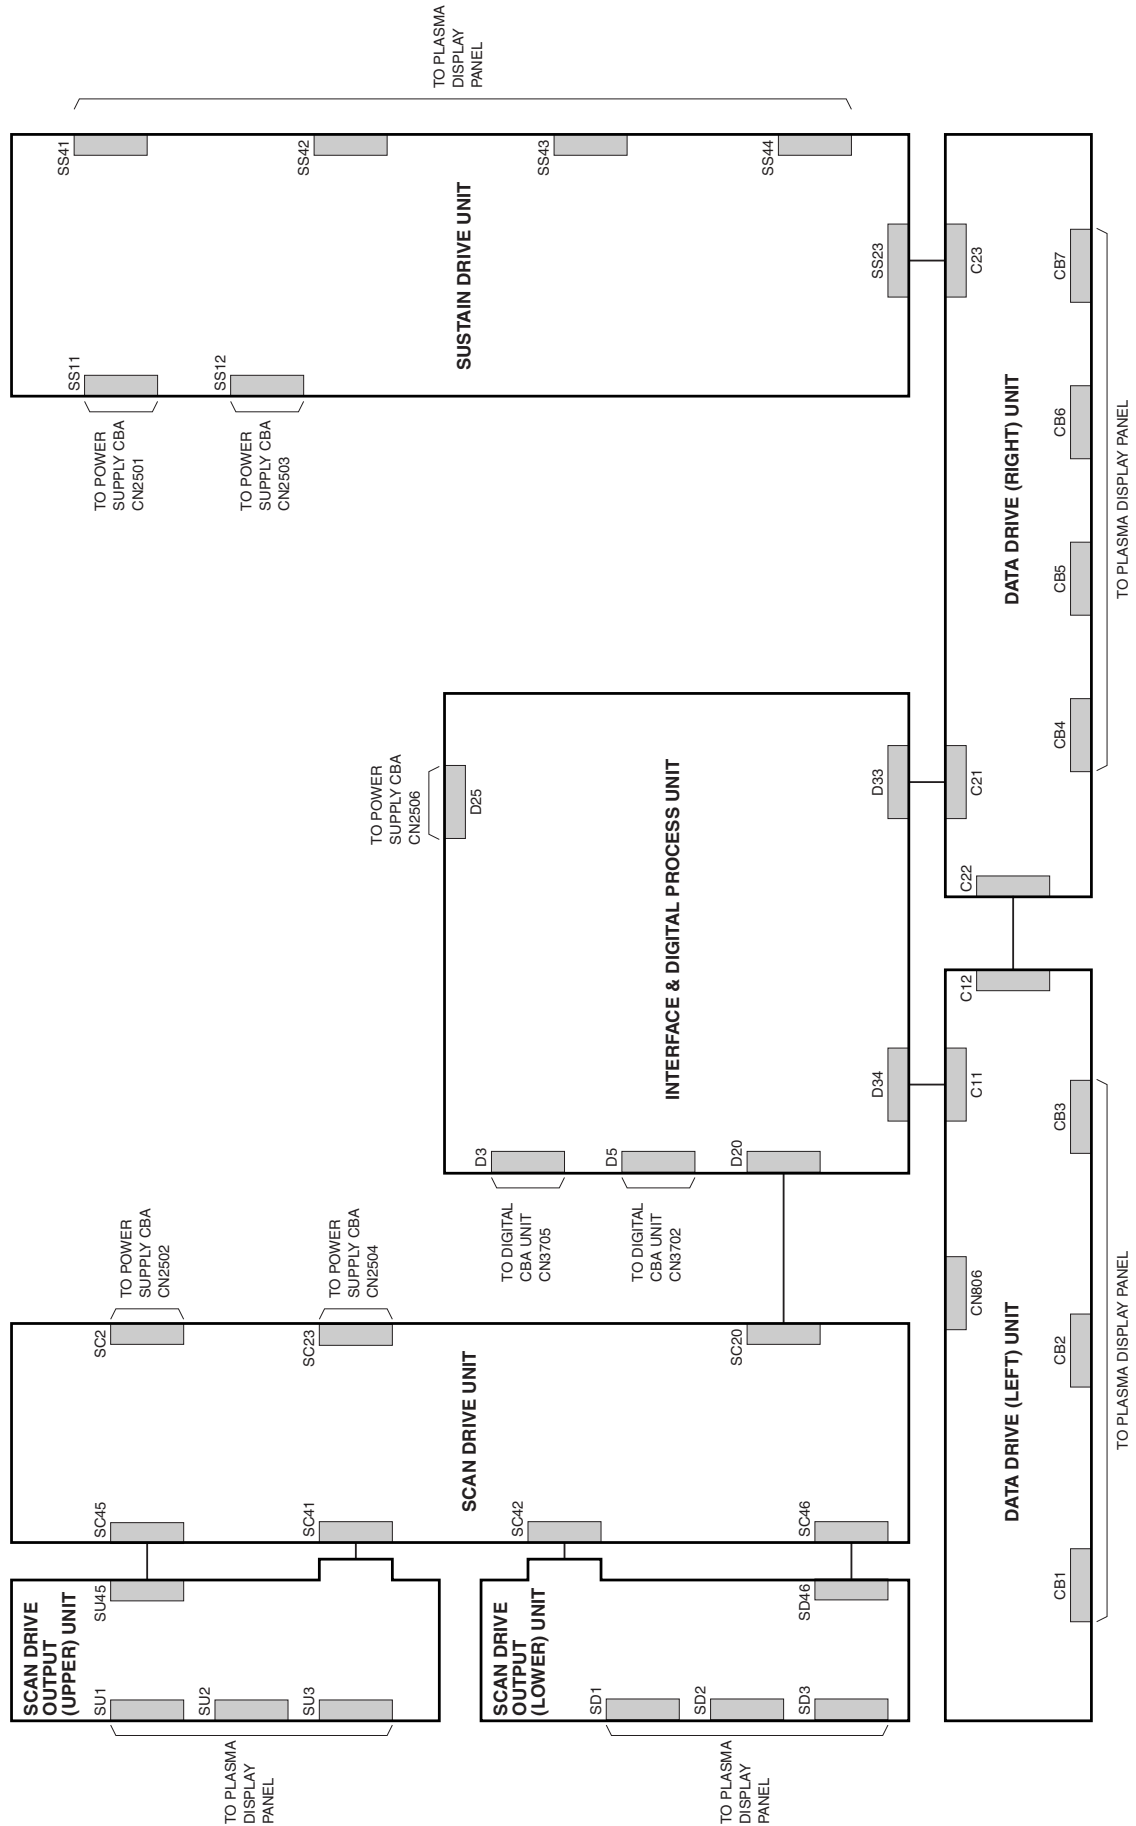 SCAN DRIVE
OUTPUT
(UPPER) UNIT
SU1
SU2
SU3
SU45
TO PLASMA
DISPLAY
PANEL
SCAN DRIVE
OUTPUT
(LOWER) UNIT
SD1
SD2
SD3
SD46
TO PLASMA
DISPLAY
PANEL
SC45
SC41
SC42
SC46
SCAN DRIVE UNIT
SC2
SC23
SC20
TO POWER
SUPPLY CBA
CN2502
TO POWER
SUPPLY CBA
CN2504
TO DIGITAL
CBA UNIT
CN3705
TO DIGITAL
CBA UNIT
CN3702
D3
D5
D20
INTERFACE & DIGITAL PROCESS UNIT
TO POWER
SUPPLY CBA
CN2506
D25
D34
D33
TO POWER
SUPPLY CBA
CN2501
TO POWER
SUPPLY CBA
CN2503
SS11
SS12
SUSTAIN DRIVE UNIT
SS41
SS42
SS43
SS44
SS23
TO PLASMA
DISPLAY
PANEL
CN806
C11
C12
DATA DRIVE (LEFT) UNIT
CB1
CB2
CB3
TO PLASMA DISPLAY PANEL
C22
C21
C23
DATA DRIVE (RIGHT) UNIT
CB4
CB5
CB6
CB7
TO PLASMA DISPLAY PANEL